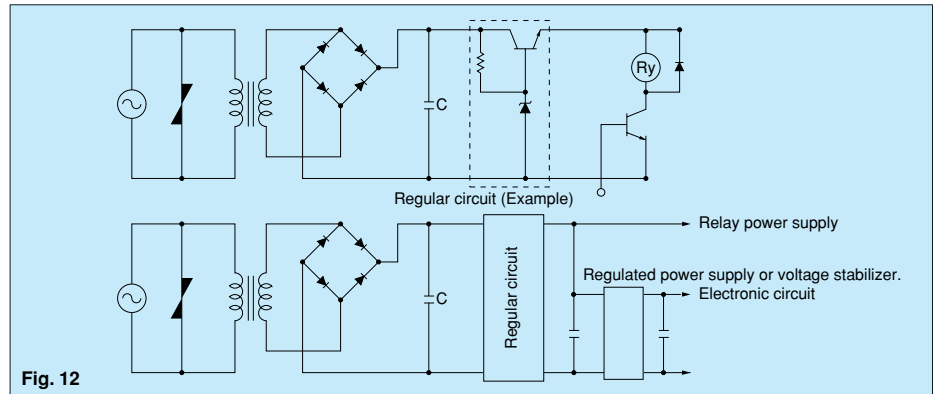 C
Ry
Regular circuit (Example)
Relay power supply
Regulated power supply or voltage stabilizer.
Electronic circuit
C
Regular circuit
Fig. 12